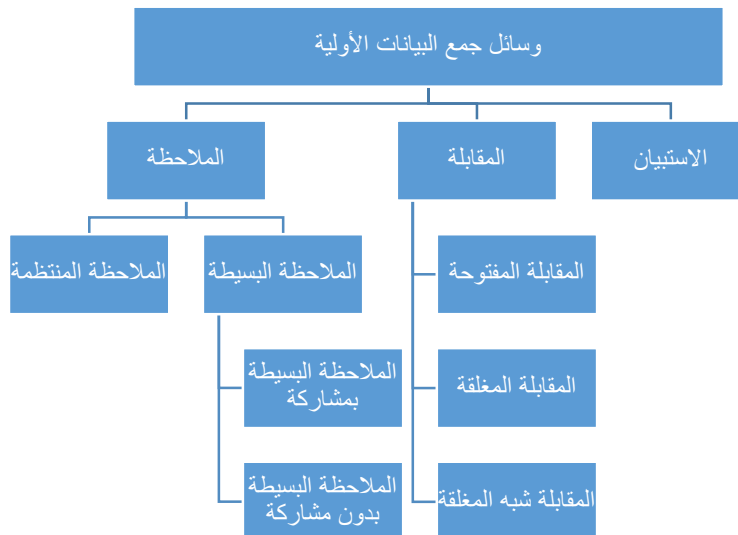 وسائل جمع البيانات الأولية
الاستبيان
المقابلة
الملاحظة
المقابلة المفتوحة
الملاحظة البسيطة
الملاحظة المنتظمة
المقابلة المغلقة
الملاحظة البسيطة
بمشاركة
المقابلة شبه المغلقة
الملاحظة البسيطة
بدون مشاركة